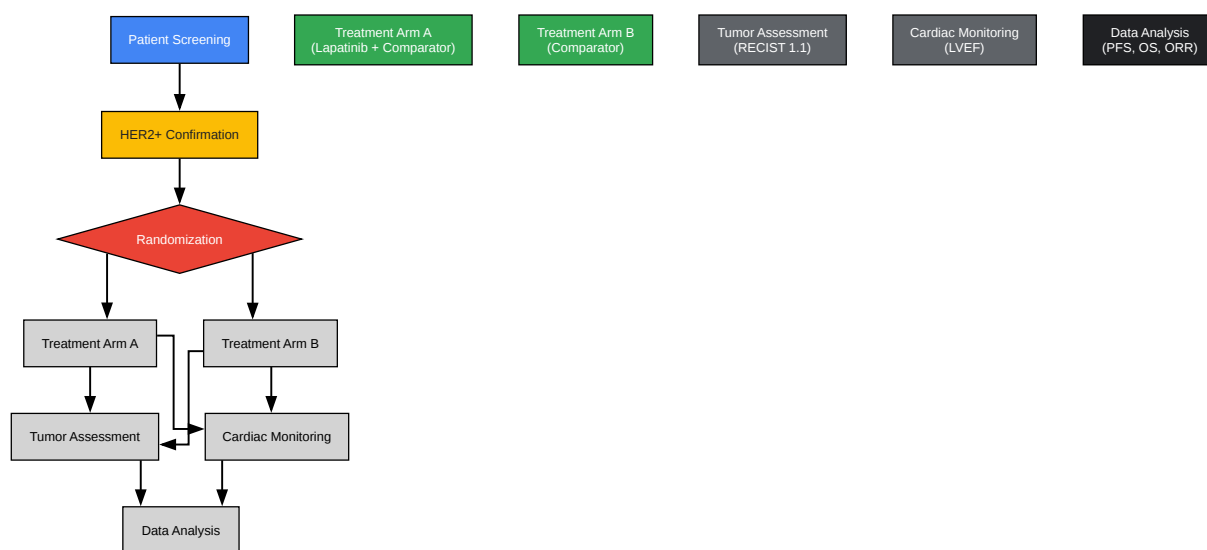 Patient Screening
Treatment Arm A
(Lapatinib + Comparator)
Treatment Arm B
(Comparator)
Tumor Assessment
(RECIST 1.1)
Cardiac Monitoring
(LVEF)
Data Analysis
(PFS, OS, ORR)
HER2+ Confirmation
Randomization
Treatment Arm A
Treatment Arm B
Tumor Assessment
Cardiac Monitoring
Data Analysis